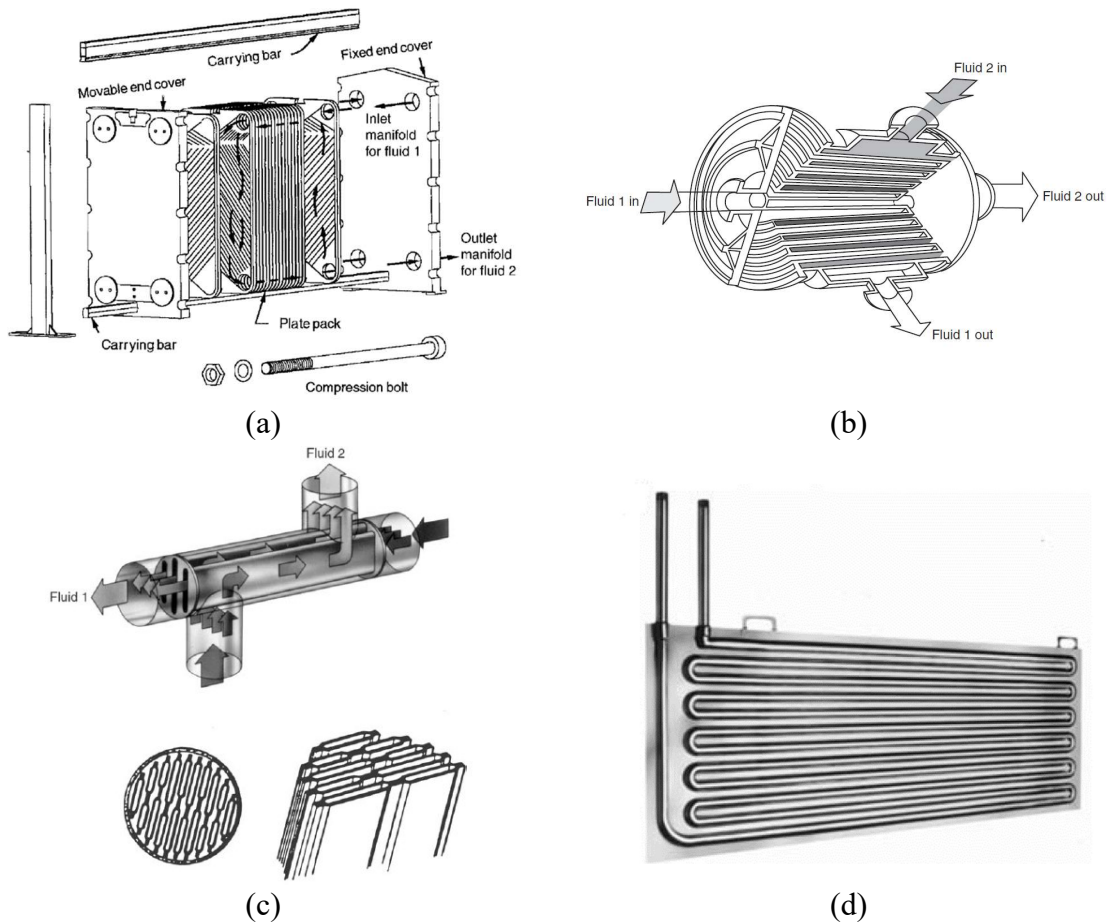 Carrying bar
Fixed end cover
Movable end cover
Inlet
manifold
for fluid 1
Outlet
manifold
for fluid 2
Plate pack
Carrying bar
Compression bolt
(a)
Fluid 2 in
Fluid 1 in
Fluid 2 out
Fluid 1 out
(b)
Fluid 2
Fluid 1
(c)
(d)